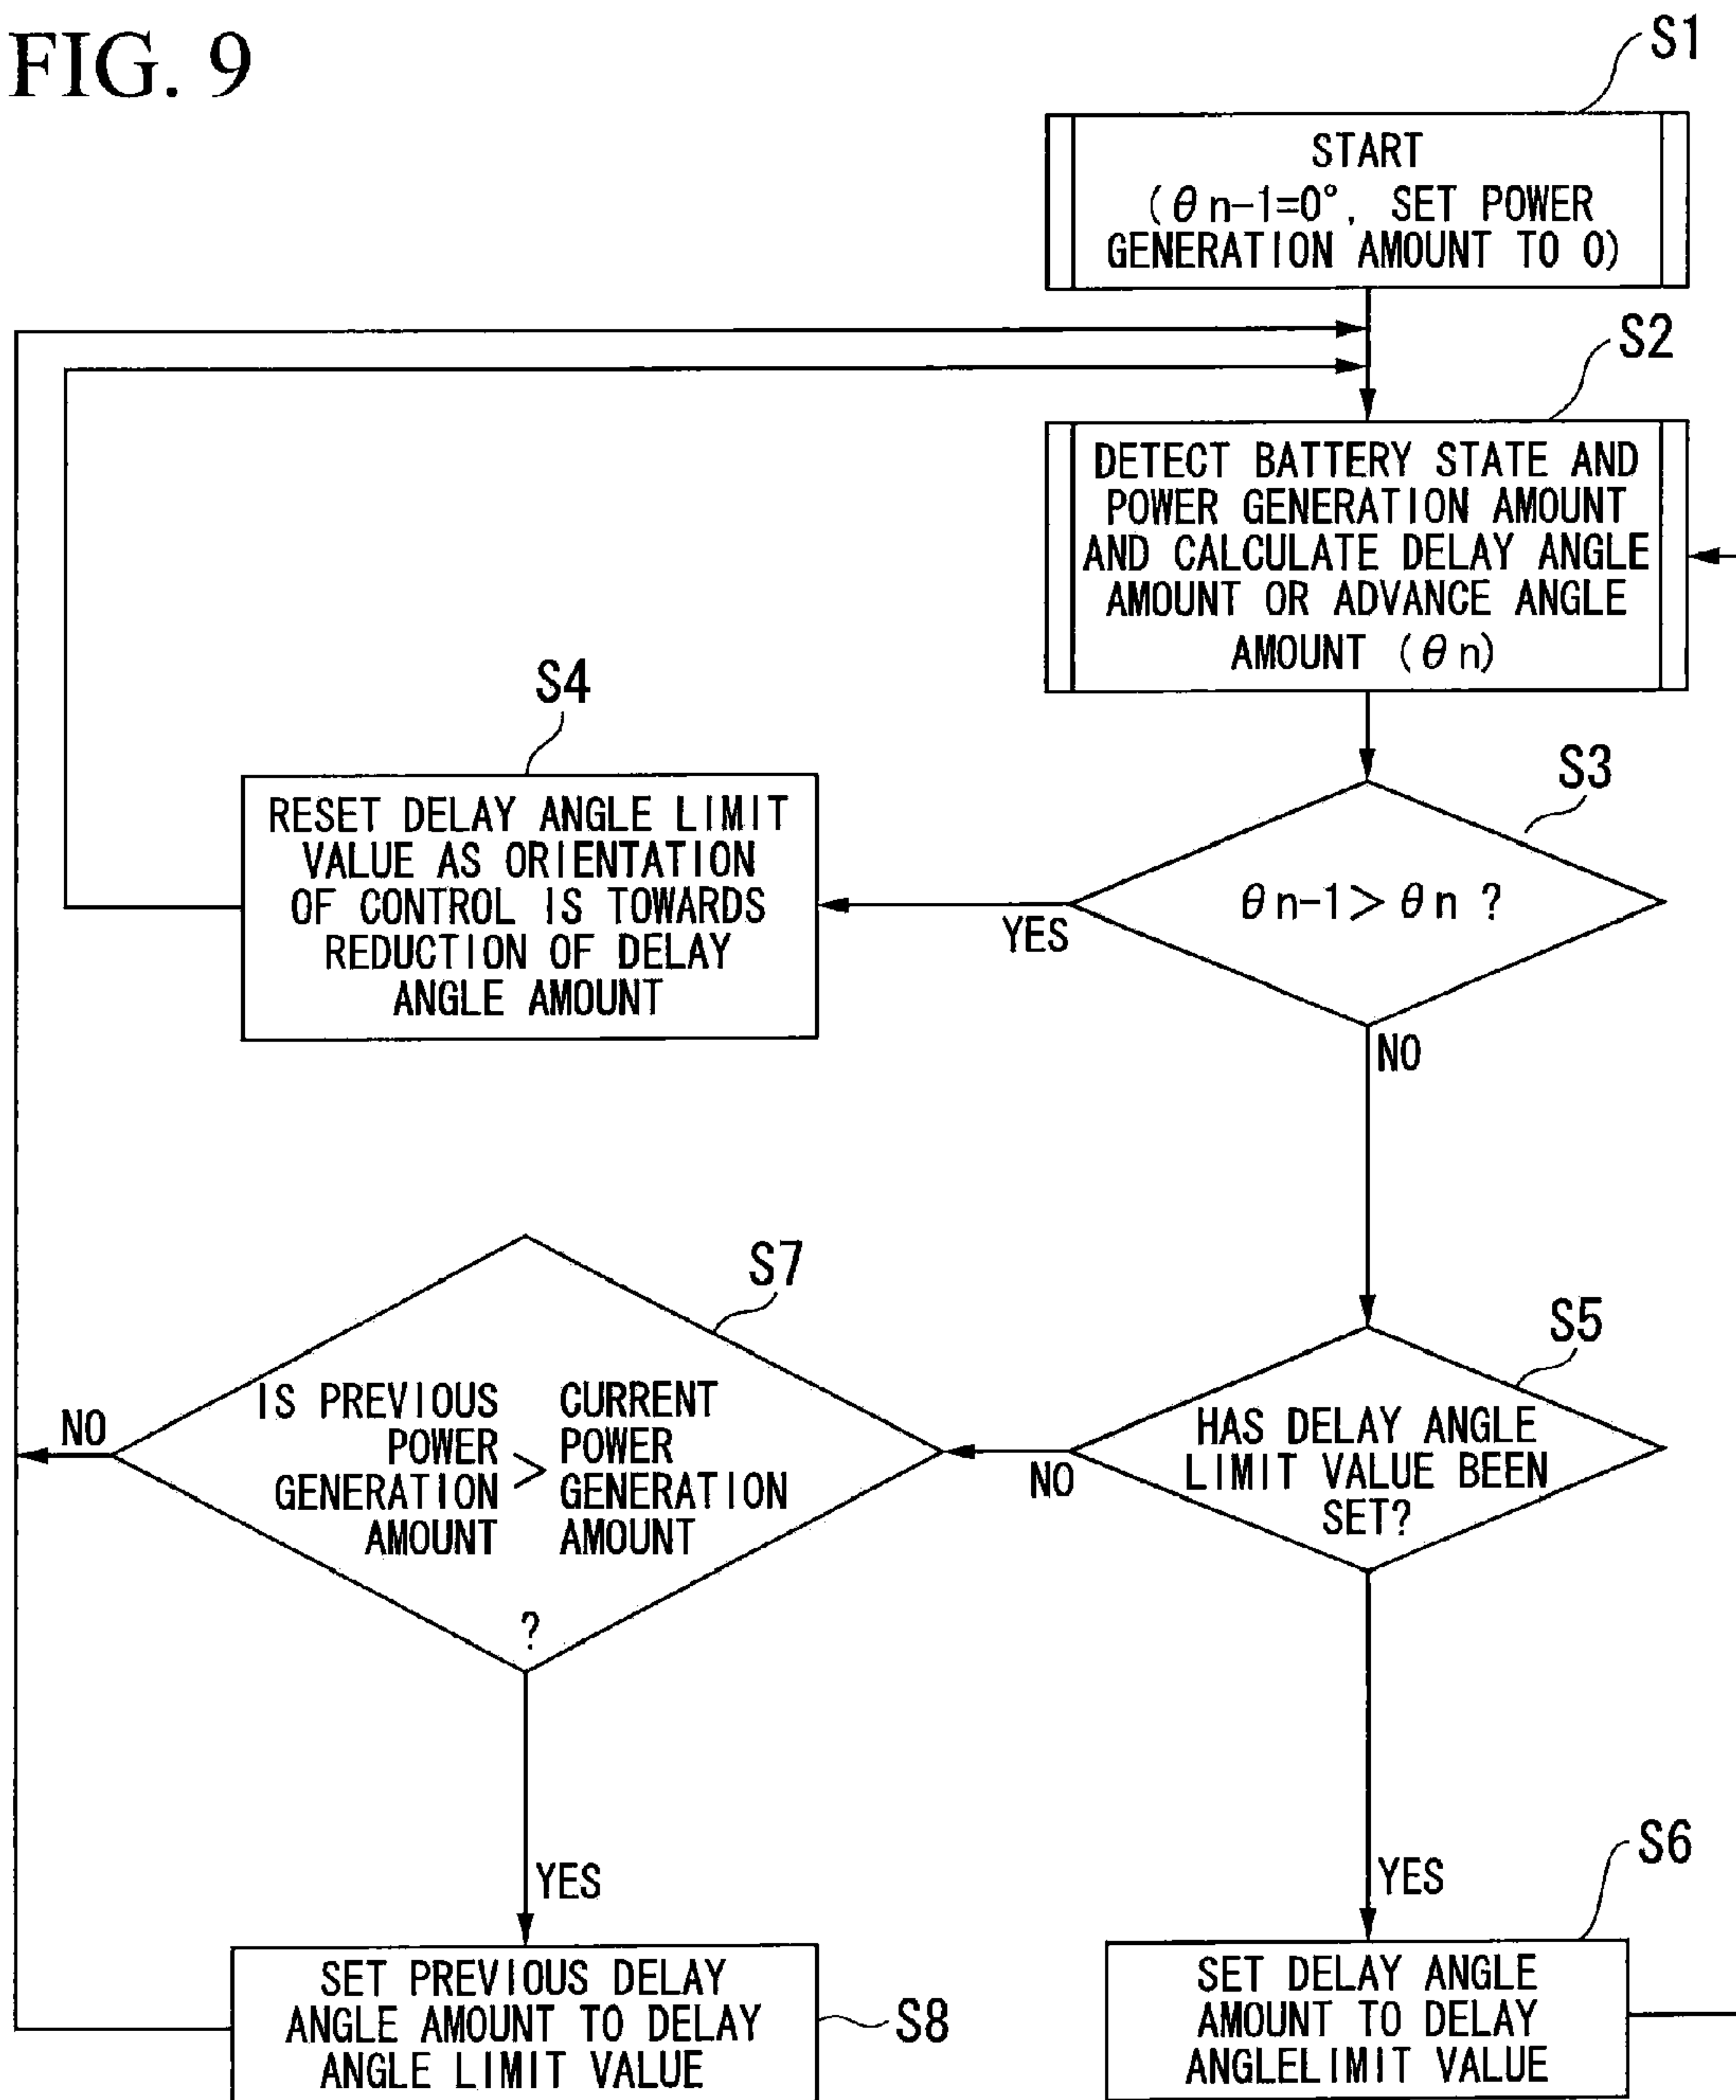 FIG. 9
S1
START
(θn-1=0°, SET POWER
GENERATION AMOUNT TO 0)
S2
DETECT BATTERY STATE AND
POWER GENERATION AMOUNT
AND CALCULATE DELAY ANGLE
AMOUNT OR ADVANCE ANGLE
AMOUNT (θn)
S4
RESET DELAY ANGLE LIMIT
VALUE AS ORIENTATION
OF CONTROL IS TOWARDS
REDUCTION OF DELAY
ANGLE AMOUNT
S3
θn-1> θn ?
YES
NO
S7
IS PREVIOUS CURRENT
POWER POWER
GENERATION > GENERATION
AMOUNT AMOUNT
?
NO
YES
S5
HAS DELAY ANGLE
LIMIT VALUE BEEN
SET?
NO
YES
S8
SET PREVIOUS DELAY
ANGLE AMOUNT TO DELAY
ANGLE LIMIT VALUE
S6
SET DELAY ANGLE
AMOUNT TO DELAY
ANGLELIMIT VALUE